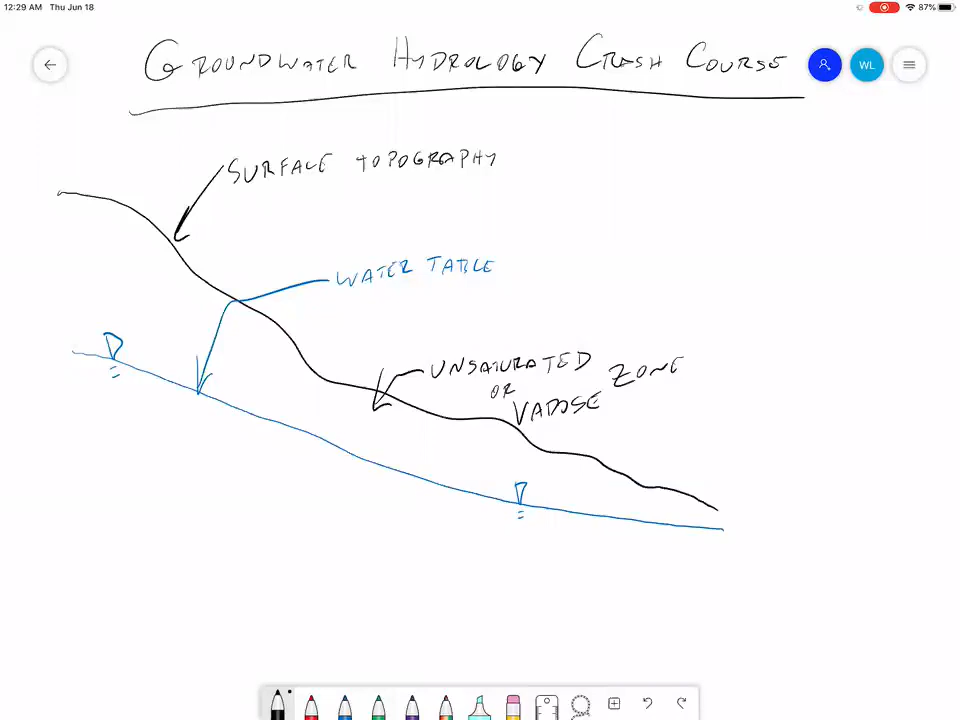 12:29 AM Thu Jun 18
87%
GROUNDWATER HYDROLOGY CRASH COURSE
WL
SURFACE TOPOGRAPHY
WATER TABLE
UNSATURATED ZONE
OR
VADOSE